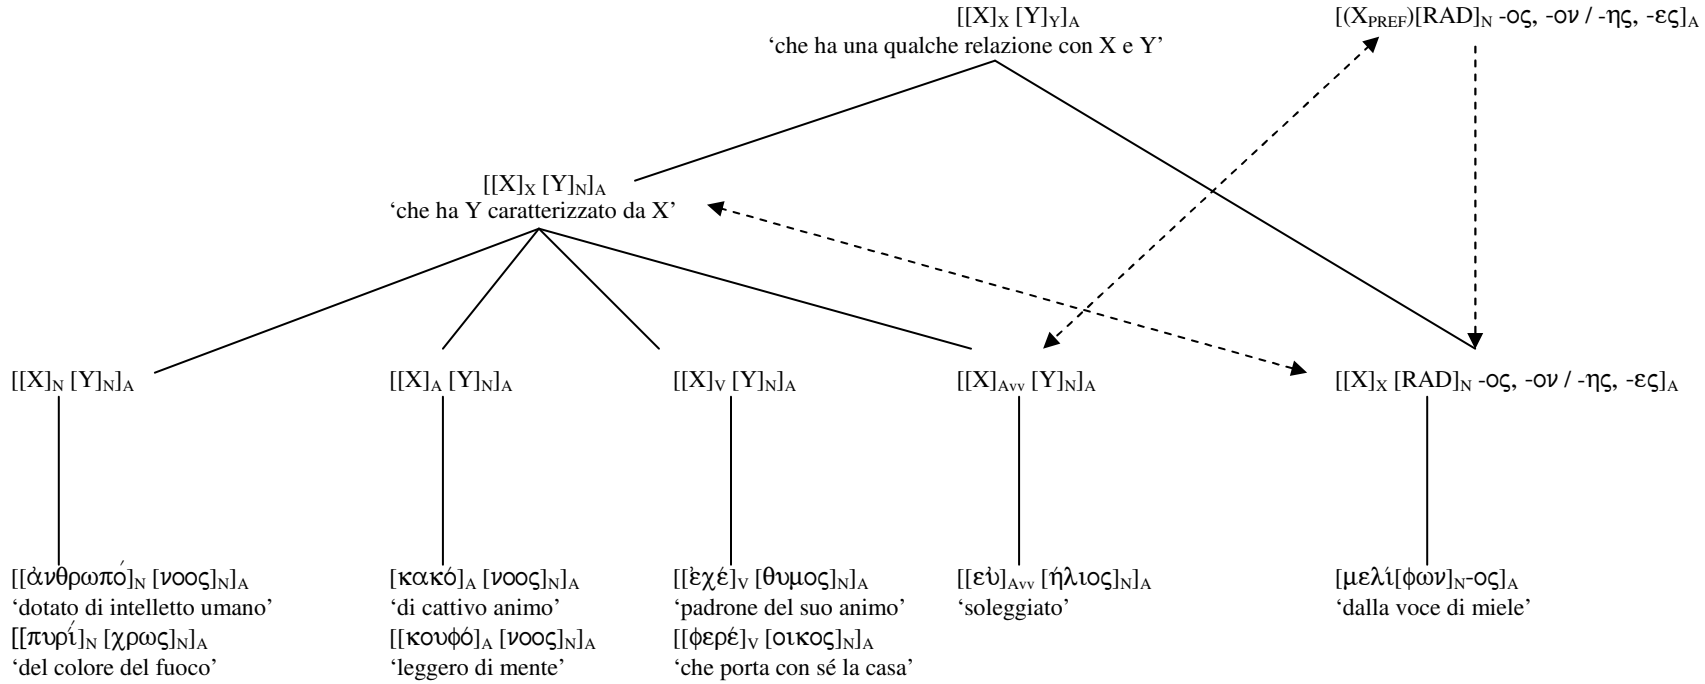 [[X]X [Y]Y]A
‘che ha una qualche relazione con X e Y’
[(XPREF)[RAD]N -ος, -ον / -ης, -ες]A
[[X]X [Y]N]A
‘che ha Y caratterizzato da X’
[[X]N [Y]N]A
[[X]A [Y]N]A
[[X]V [Y]N]A
[[X]Avv [Y]N]A
[[X]X [RAD]N -ος, -ον / -ης, -ες]A
[[ἀνθρωπό]N [νοος]N]A
‘dotato di intelletto umano’
[[πυρί]N [χρως]N]A
‘del colore del fuoco’
[κακό]A [νοος]N]A
‘di cattivo animo’
[[κουφό]A [νοος]N]A
‘leggero di mente’
[[ἐχέ]V [θυμος]N]A
‘padrone del suo animo’
[[φερέ]V [οικος]N]A
‘che porta con sé la casa’
[[εὐ]Avv [ήλιος]N]A
‘soleggiato’
[μελί[φων]N-ος]A
‘dalla voce di miele’